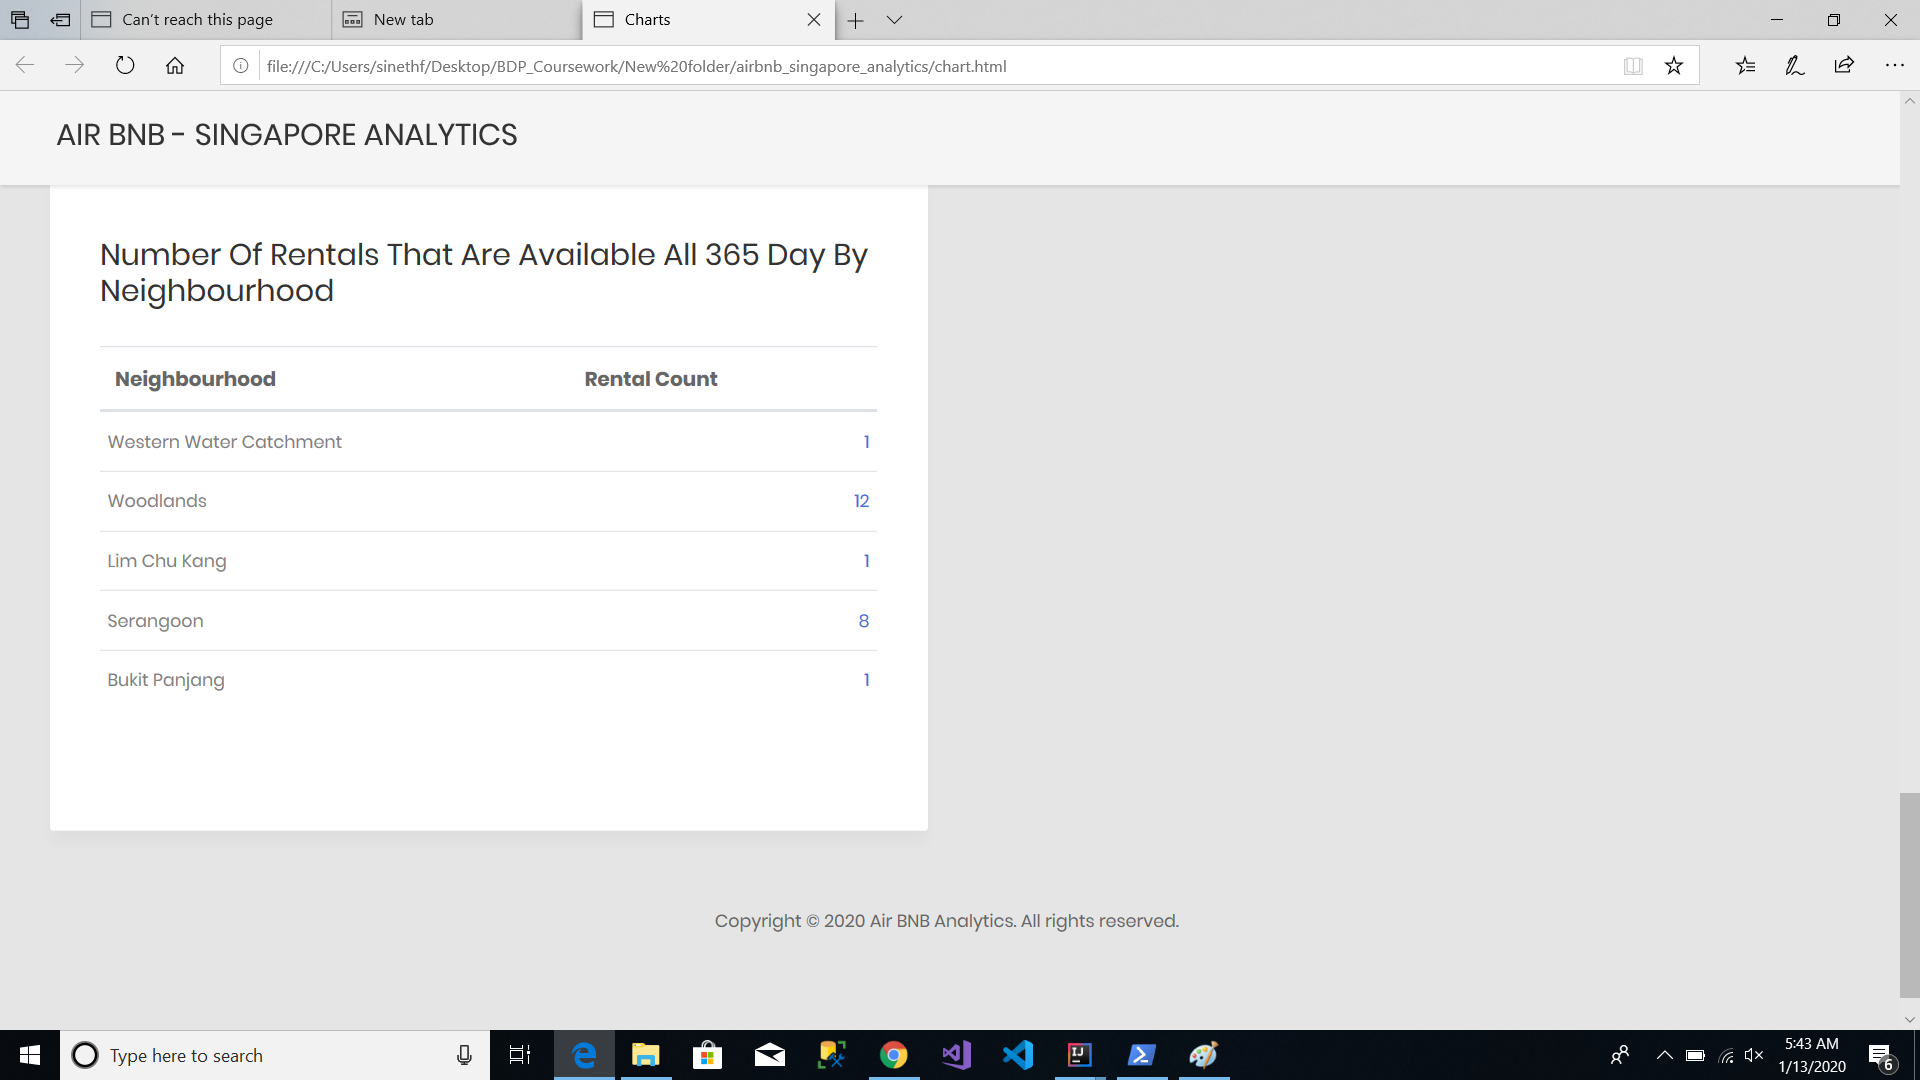 Can't reach this page
New tab
Charts
file:///C:/Users/sinethf/Desktop/BDP_Coursework/New%20folder/airbnb_singapore_analytics/chart.html
AIR BNB - SINGAPORE ANALYTICS
Number Of Rentals That Are Available All 365 Day By
Neighbourhood
Neighbourhood Rental Count
Western Water Catchment 1
Woodlands 12
Lim Chu Kang 1
Serangoon 8
Bukit Panjang 1
Copyright © 2020 Air BNB Analytics. All rights reserved.
Type here to search
5:43 AM
1/13/2020
6